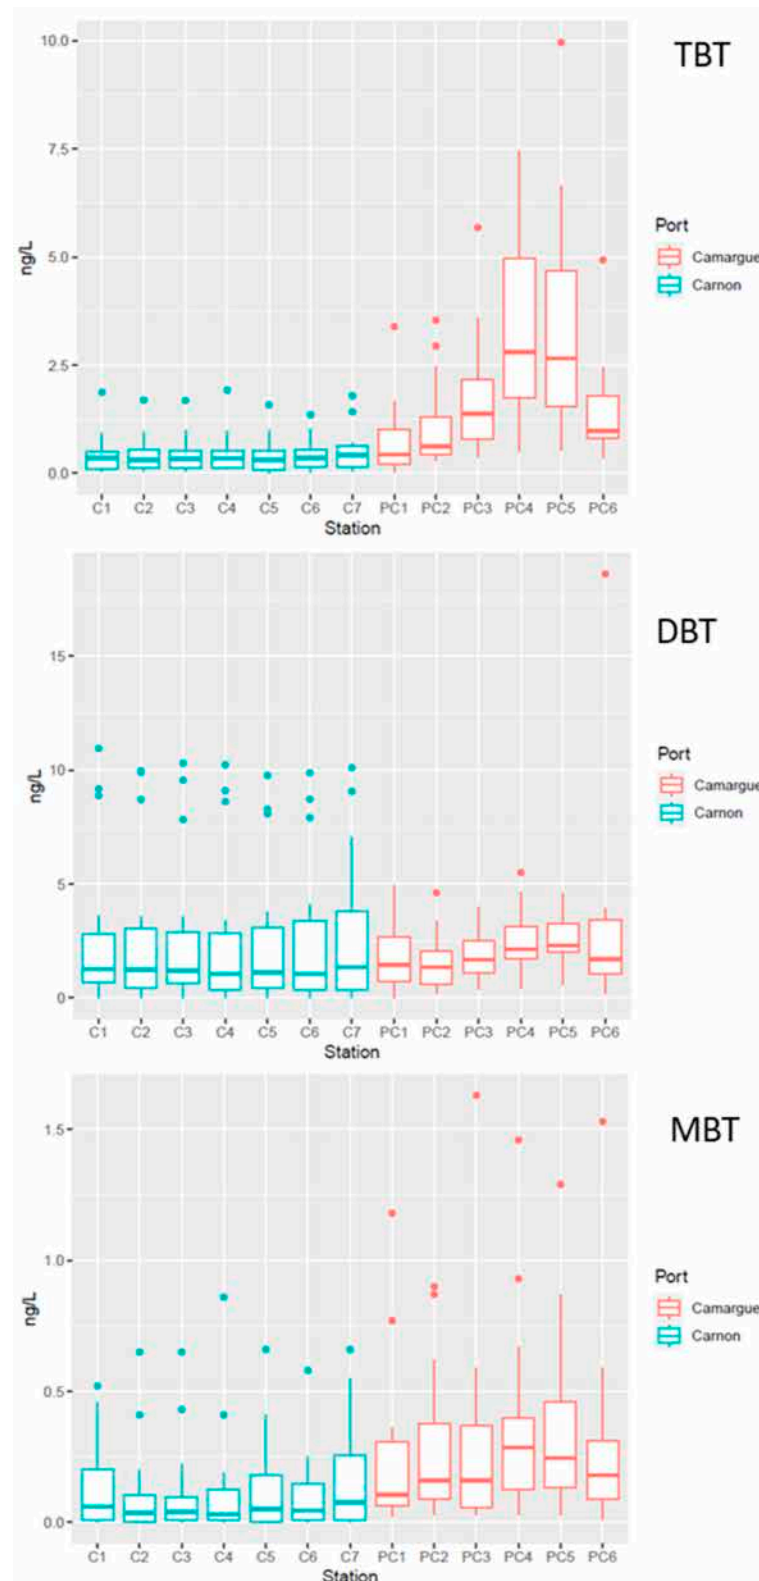 TBT
10.0
7.5
5.0
2.5
0.0
ng/L
C1 C2 C3 C4 C5 C6 C7 PC1 PC2 PC3 PC4 PC5 PC6
Station
Port
Camargue
Carnon
DBT
15
10
5
0
ng/L
C1 C2 C3 C4 C5 C6 C7 PC1 PC2 PC3 PC4 PC5 PC6
Station
Port
Camargue
Carnon
MBT
1.5
1.0
0.5
0.0
ng/L
C1 C2 C3 C4 C5 C6 C7 PC1 PC2 PC3 PC4 PC5 PC6
Station
Port
Camargue
Carnon